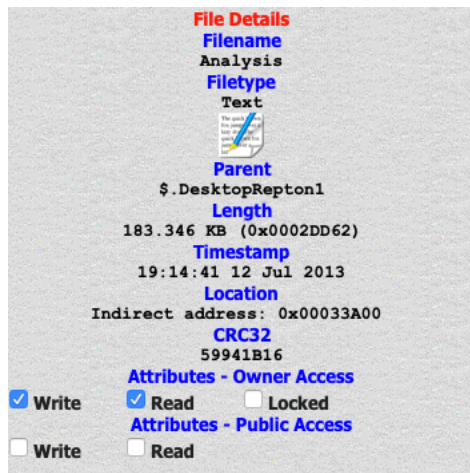 File Details
Filename
Analysis
Filetype
Text
Parent
$.DesktopRepton1
Length
183.346 KB (0x0002DD62)
Timestamp
19:14:41 12 Jul 2013
Location
Indirect address: 0x00033A00
CRC32
59941B16
Attributes - Owner Access
Write Read Locked
Attributes - Public Access
Write Read